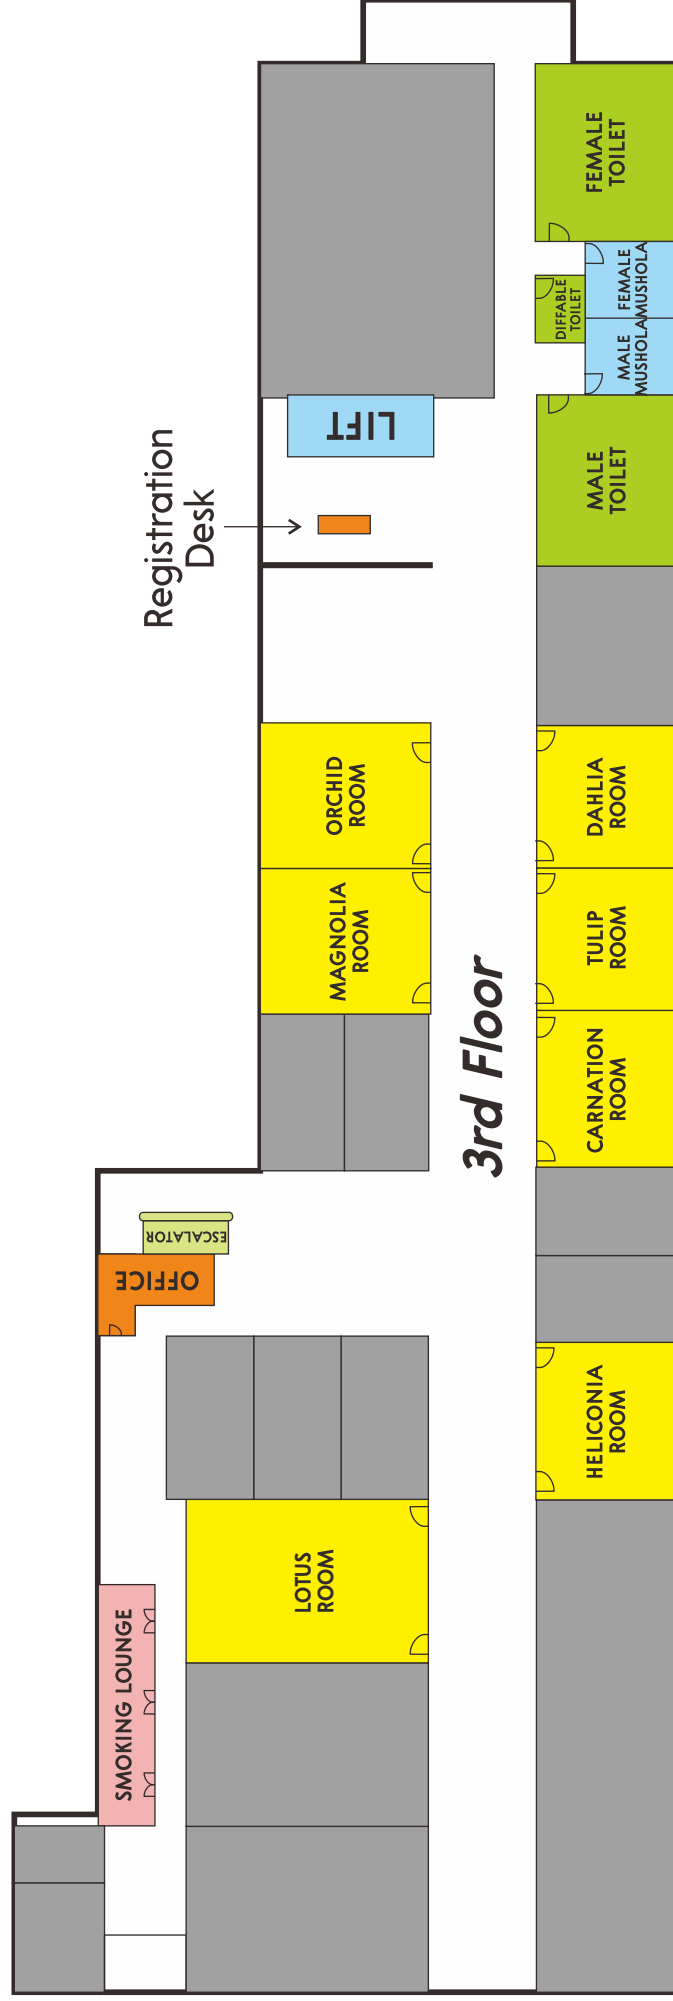 FEMALE
TOILET
FEMALE
MUSHOLA
DIFFABLE
TOILET
MALE
MUSHOLA
LIFT
MALE
TOILET
Registration
Desk
ORCHID
ROOM
DAHLIA
ROOM
MAGNOLIA
ROOM
TULIP
ROOM
3rd Floor
CARNATION
ROOM
ESCALATOR
OFFICE
HELICONIA
ROOM
LOTUS
ROOM
SMOKING LOUNGE